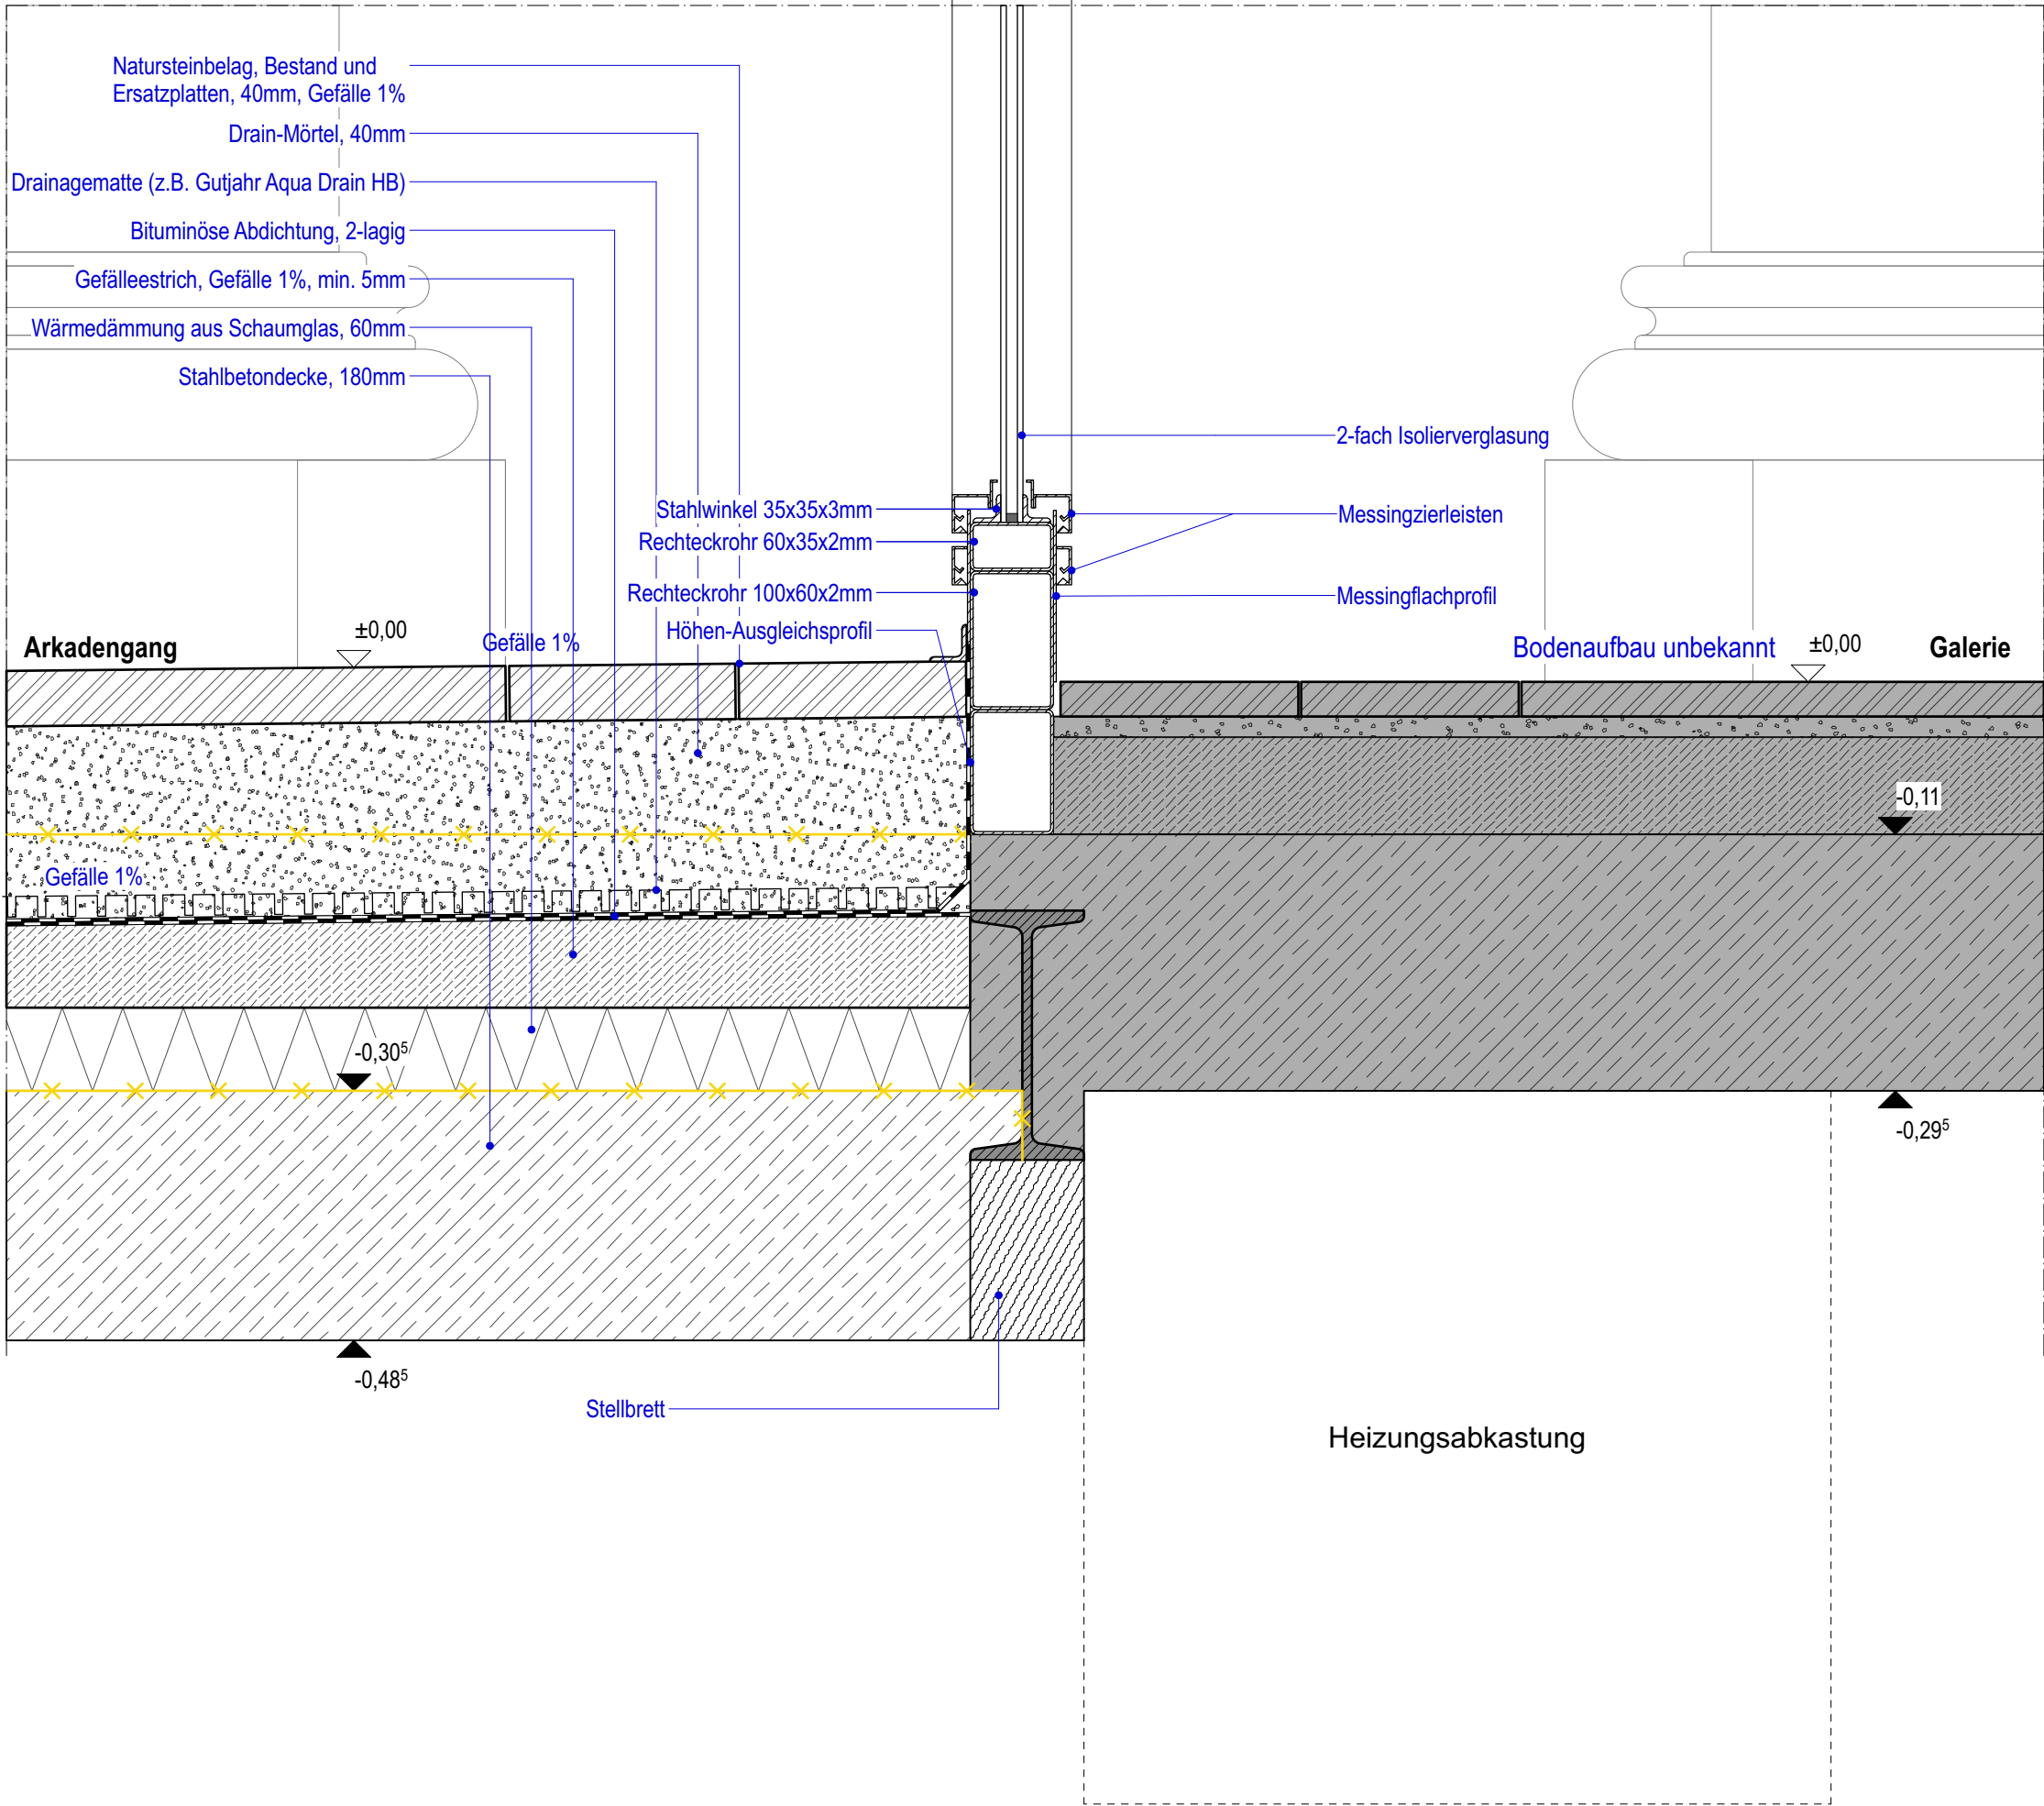 Natursteinbelag, Bestand und
Ersatzplatten, 40mm, Gefälle 1%
Drain-Mörtel, 40mm
Drainagematte (z.B. Gutjahr Aqua Drain HB)
Bituminöse Abdichtung, 2-lagig
Gefälleestrich, Gefälle 1%, min. 5mm
Wärmedämmung aus Schaumglas, 60mm
Stahlbetondecke, 180mm
2-fach Isolierverglasung
Stahlwinkel 35x35x3mm
Messingzierleisten
Rechteckrohr 60x35x2mm
Rechteckrohr 100x60x2mm
Messingflachprofil
Höhen-Ausgleichsprofil
Arkadengang
±0,00
Gefälle 1%
Bodenaufbau unbekannt
±0,00
Galerie
-0,11
Gefälle 1%
-0,30⁵
-0,29⁵
-0,48⁵
Stellbrett
Heizungsabkastung